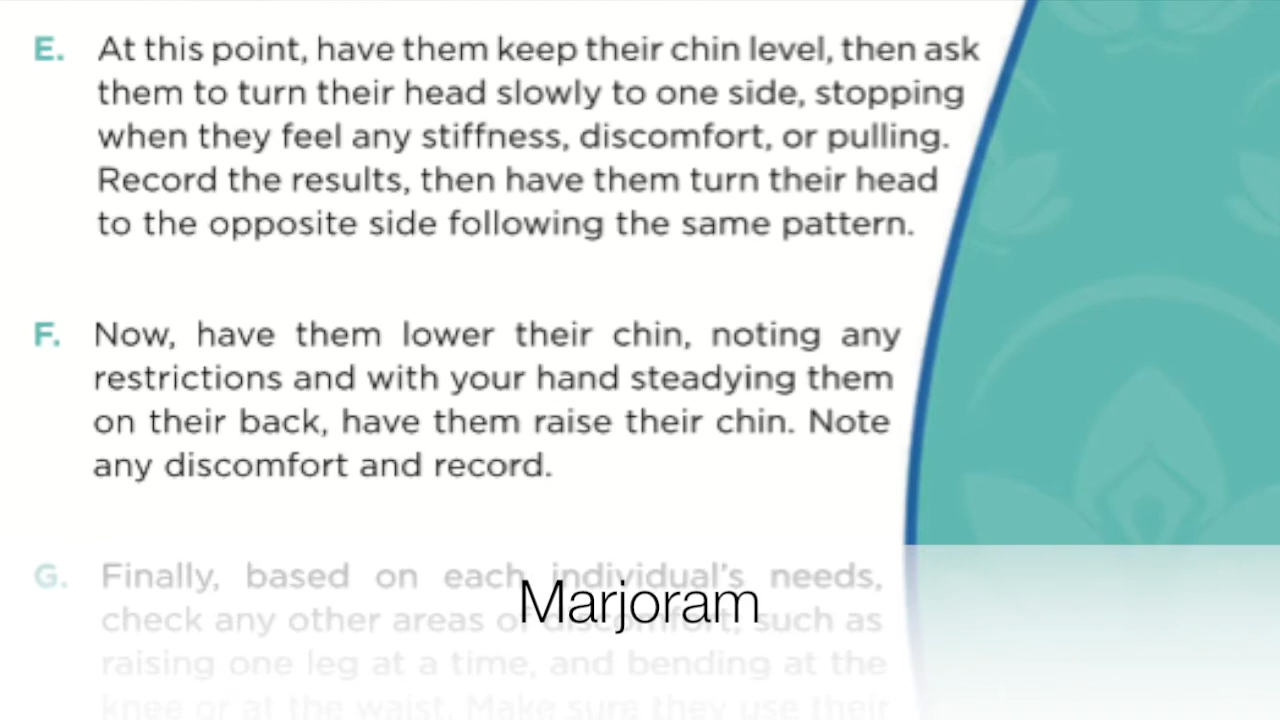 E. At this point, have them keep their chin level, then ask
them to turn their head slowly to one side, stopping
when they feel any stiffness, discomfort, or pulling.
Record the results, then have them turn their head
to the opposite side following the same pattern.
F. Now, have them lower their chin, noting any
restrictions and with your hand steadying them
on their back, have them raise their chin. Note
any discomfort and record.
G. Finally, based on each individual's needs,
check any other areas of discomfort, such as
Marjoram
raising one leg at a time, and bending at the
knee or at the waist. Make sure they use their